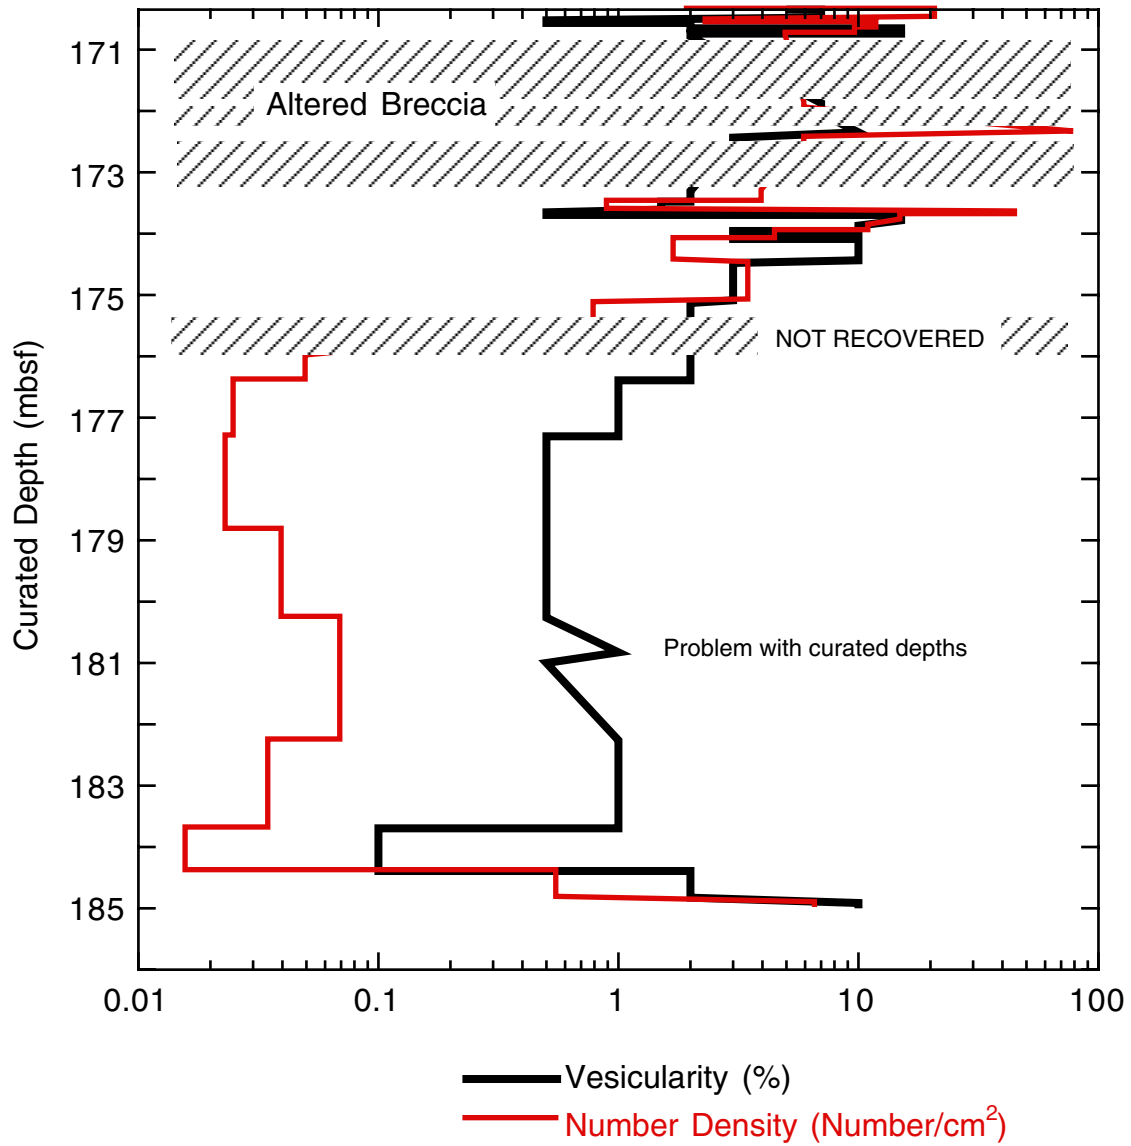 171
Altered Breccia
173
175
NOT RECOVERED
177
179
Problem with curated depths
181
183
185
Curated Depth (mbsf)
0.01 0.1 1 10 100
Vesicularity (%)
Number Density (Number/cm²)